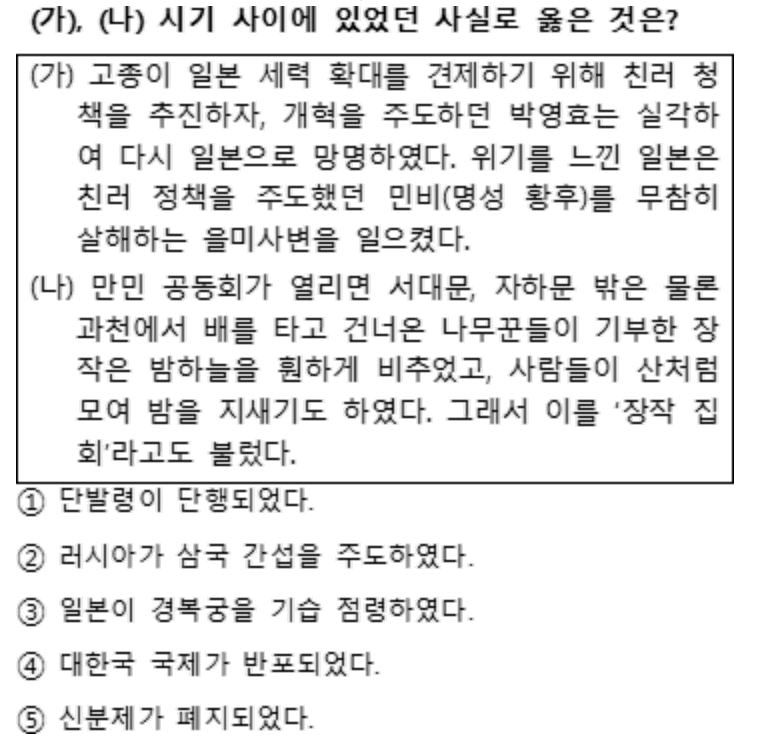 (가), (나) 시기 사이에 있었던 사실로 옳은 것은?
(가) 고종이 일본 세력 확대를 견제하기 위해 친러 청
책을 추진하자, 개혁을 주도하던 박영효는 실각하
여 다시 일본으로 망명하였다. 위기를 느낀 일본은
친러 정책을 주도했던 민비(명성 황후)를 무참히
살해하는 을미사변을 일으켰다.
(나) 만민 공동회가 열리면 서대문, 자하문 밖은 물론
과천에서 배를 타고 건너온 나무꾼들이 기부한 장
작은 밤하늘을 훤하게 비추었고, 사람들이 산처럼
모여 밤을 지새기도 하였다. 그래서 이를 ‘장작 집
회’라고도 불렀다.
① 단발령이 단행되었다.
② 러시아가 삼국 간섭을 주도하였다.
③ 일본이 경복궁을 기습 점령하였다.
④ 대한국 국제가 반포되었다.
⑤ 신분제가 폐지되었다.